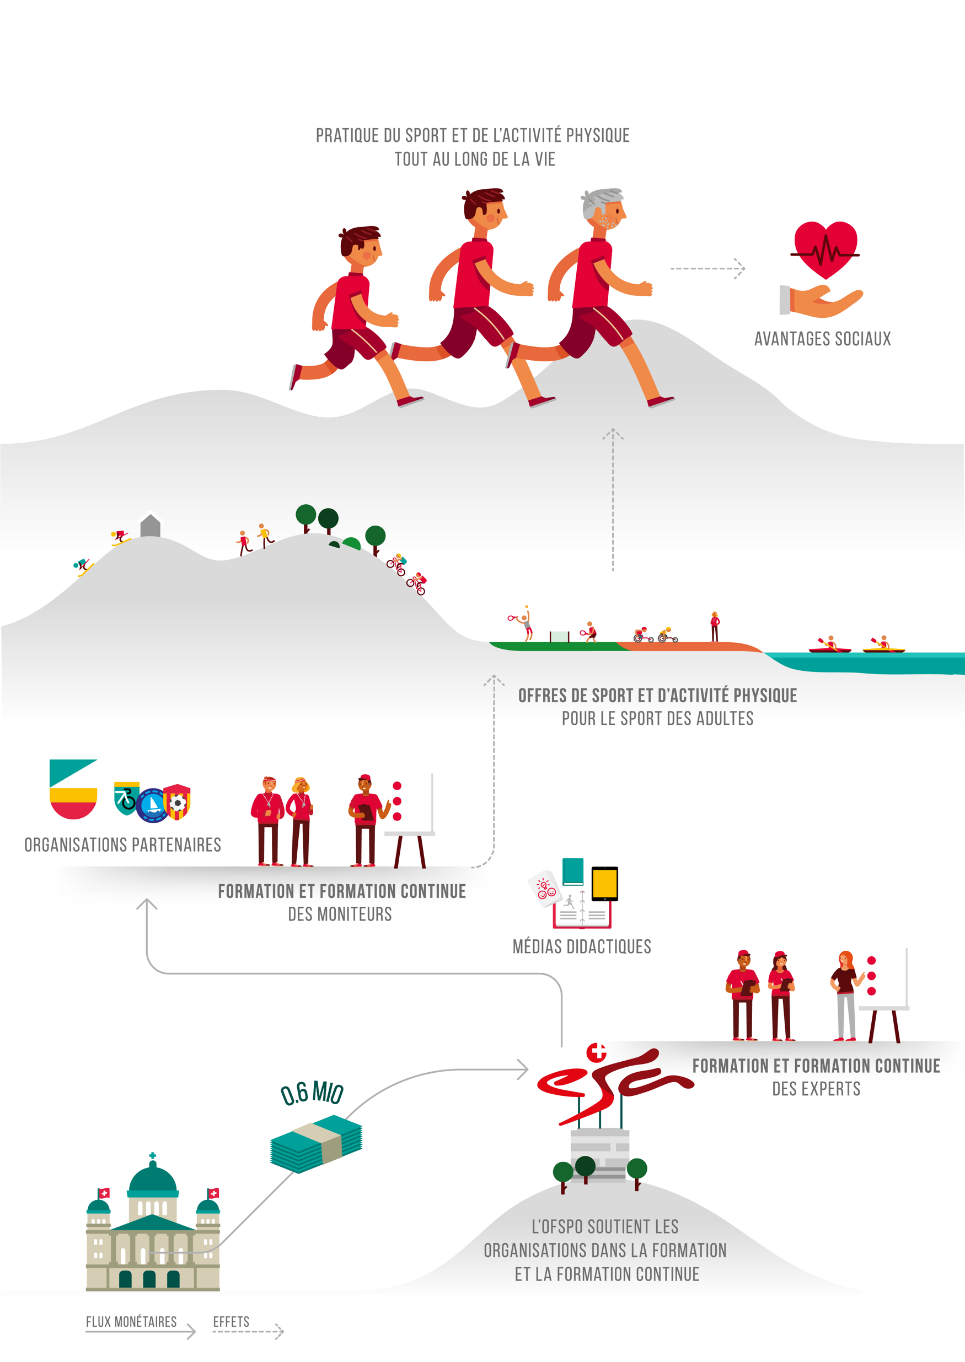 PRATIQUE DU SPORT ET DE L'ACTIVITÉ PHYSIQUE
TOUT AU LONG DE LA VIE
AVANTAGES SOCIAUX
OFFRES DE SPORT ET D'ACTIVITÉ PHYSIQUE
POUR LE SPORT DES ADULTES
ORGANISATIONS PARTENAIRES
FORMATION ET FORMATION CONTINUE
DES MONITEURS
MÉDIAS DIDACTIQUES
FORMATION ET FORMATION CONTINUE
DES EXPERTS
0.6 MIO
L'OFSPO SOUTIENT LES
ORGANISATIONS DANS LA FORMATION
ET LA FORMATION CONTINUE
FLUX MONÉTAIRES
EFFETS